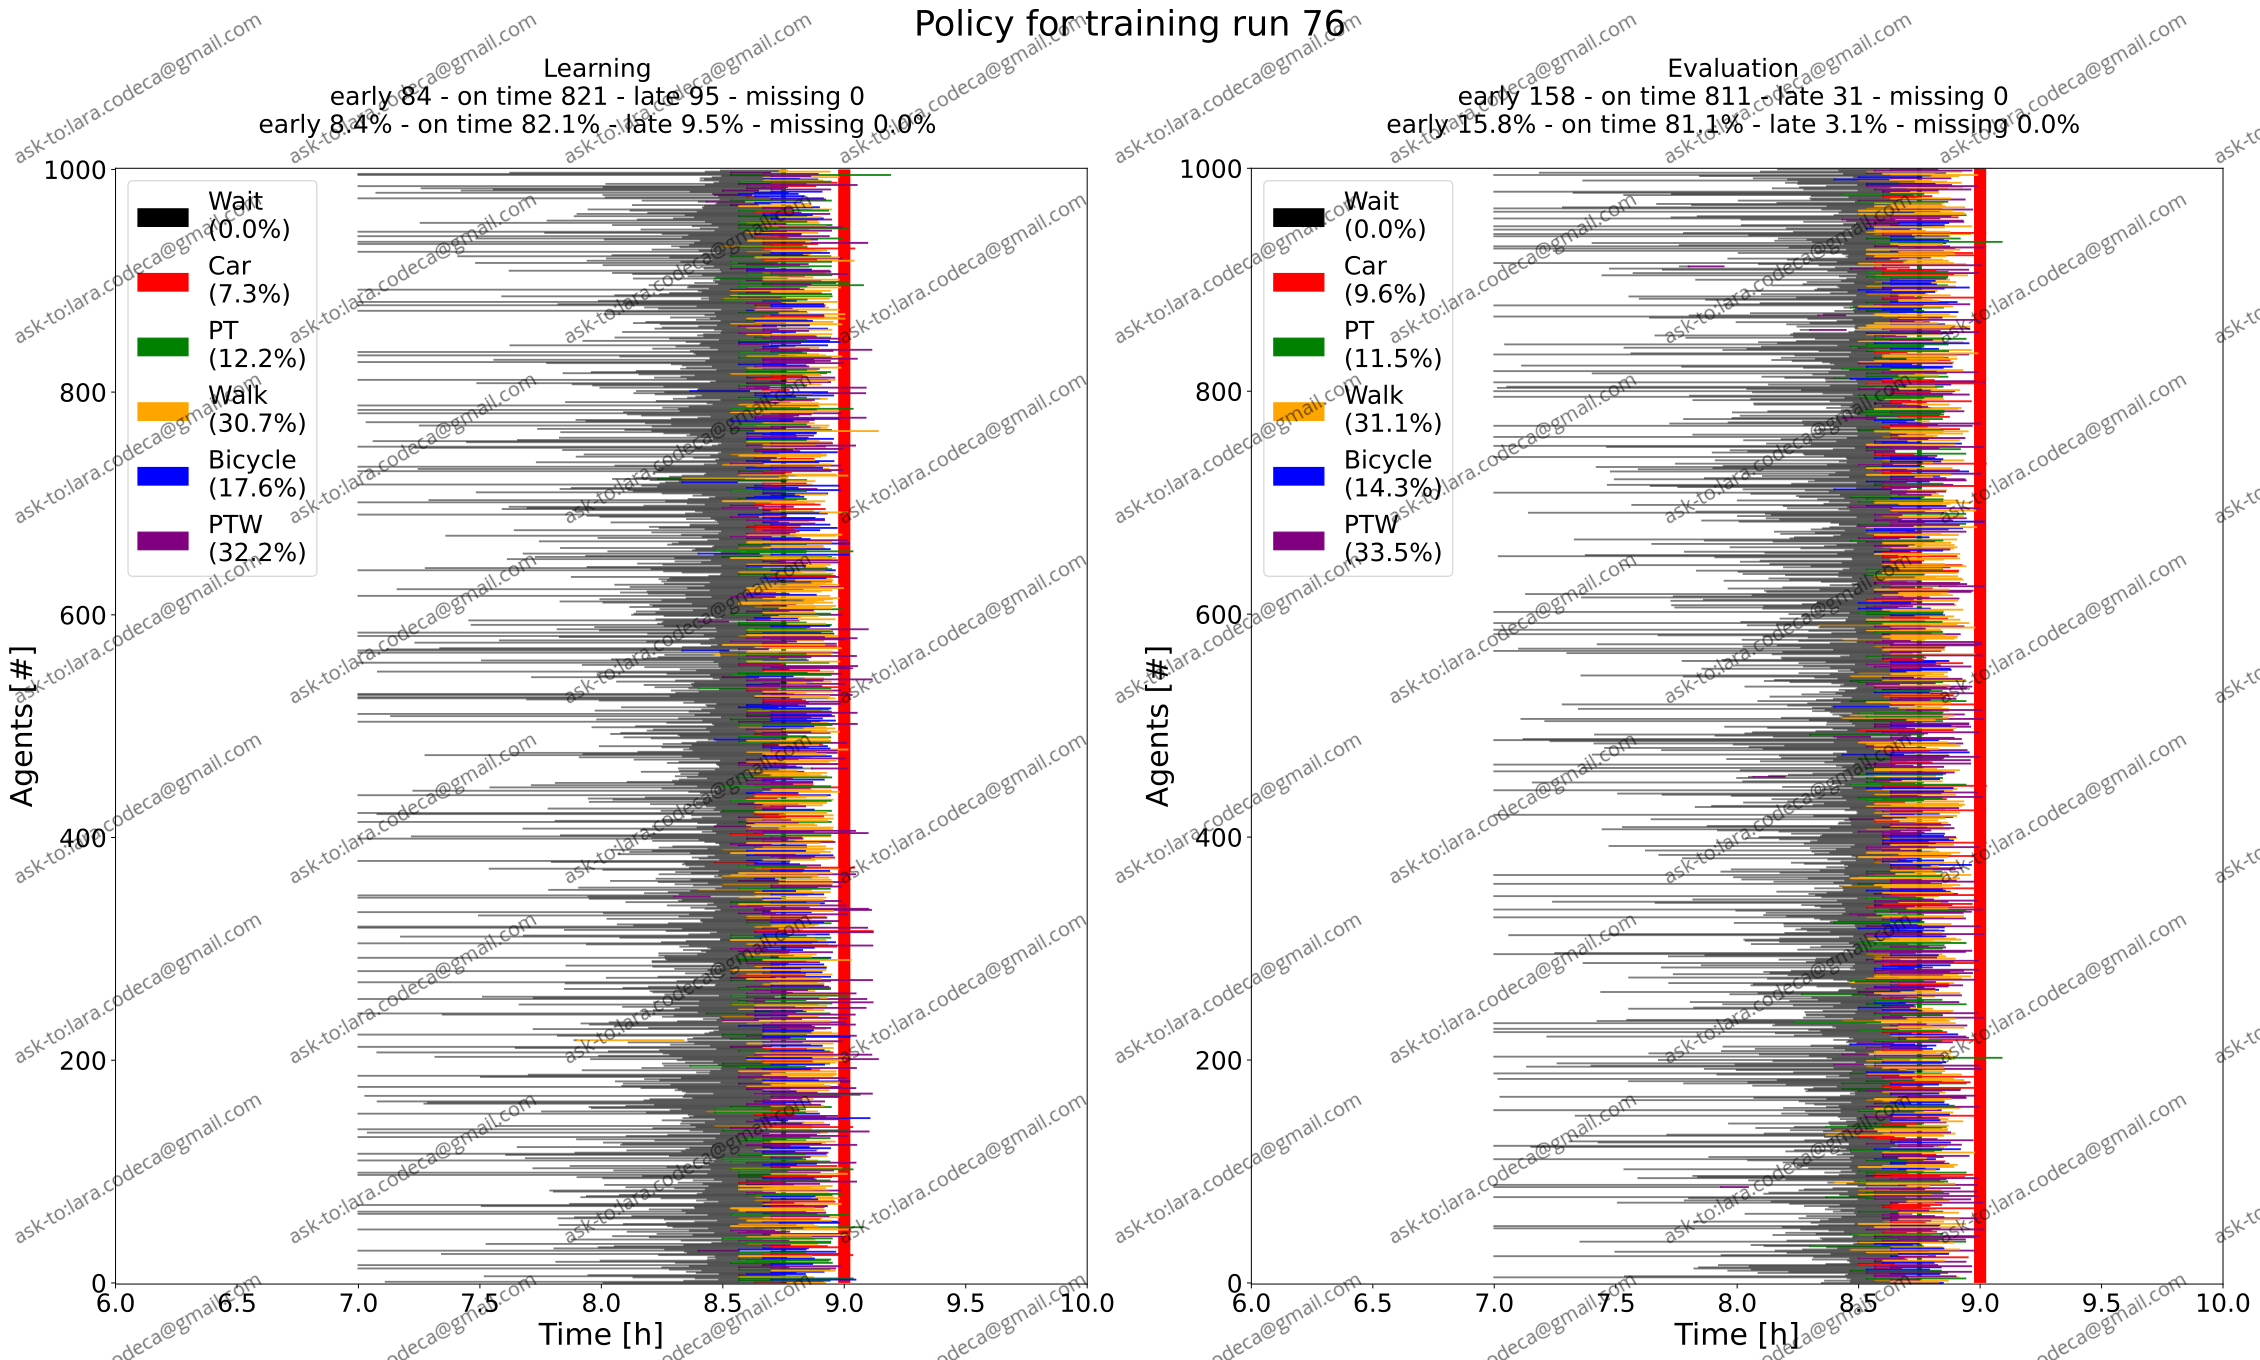 Policy for training run 76
Learning
early 84 - on time 821 - late 95 - missing 0
early 8.4% - on time 82.1% - late 9.5% - missing 0.0%
Evaluation
early 158 - on time 811 - late 31 - missing 0
early 15.8% - on time 81.1% - late 3.1% - missing 0.0%
1000
800
600
400
200
0
Agents [#]
Wait
(0.0%)
Car
(7.3%)
PT
(12.2%)
Walk
(30.7%)
Bicycle
(17.6%)
PTW
(32.2%)
6.0 6.5 7.0 7.5 8.0 8.5 9.0 9.5 10.0
Time [h]
1000
800
600
400
200
0
Agents [#]
Wait
(0.0%)
Car
(9.6%)
PT
(11.5%)
Walk
(31.1%)
Bicycle
(14.3%)
PTW
(33.5%)
6.0 6.5 7.0 7.5 8.0 8.5 9.0 9.5 10.0
Time [h]
ask-to:lara.codeca@gmail.com